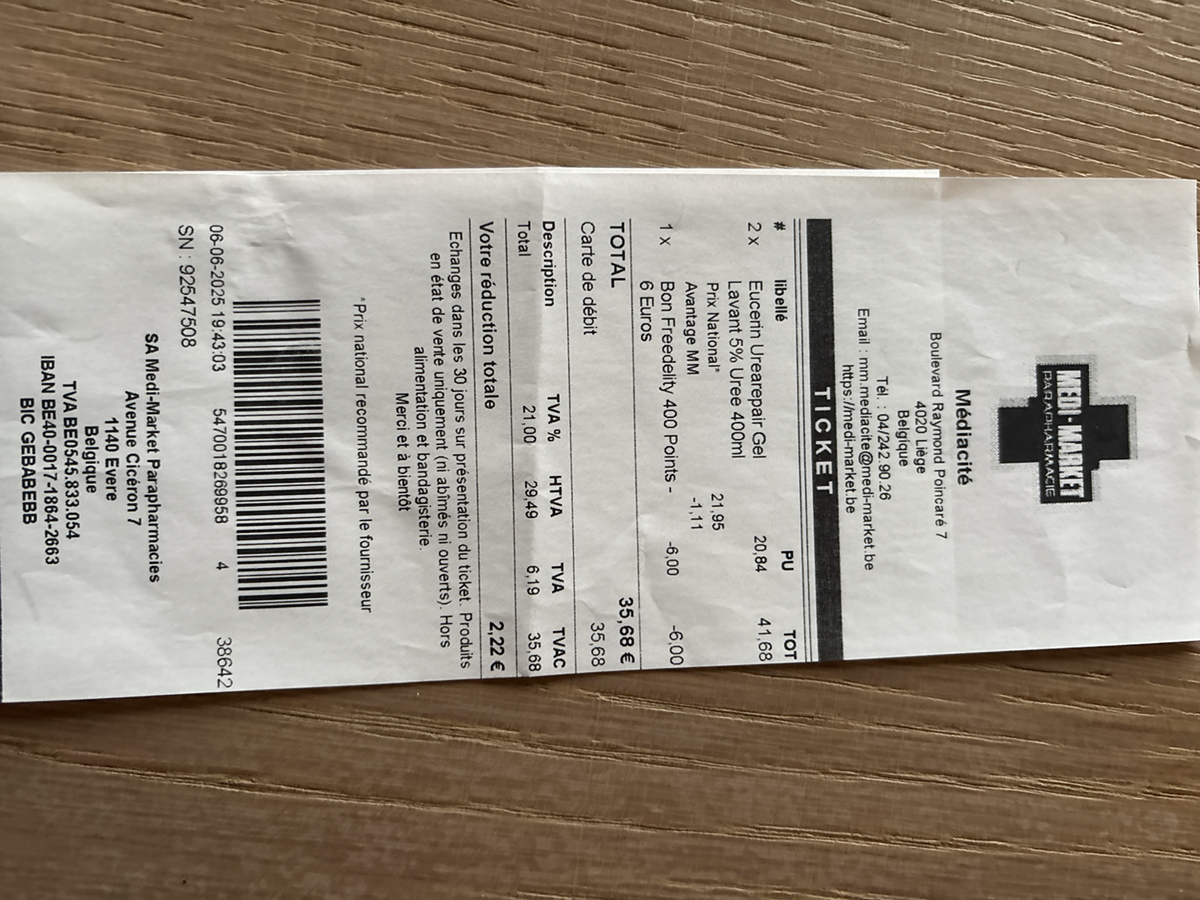 MEDI-MARKET
PARAPHARMACIE
Médiacité
Boulevard Raymond Poincaré 7
4020 Liège
Belgique
Tél. : 04/242.90.26
Email : mm.mediacite@medi-market.be
https://medi-market.be
TICKET
# libellé PU TOT
2 x Eucerin Urearepair Gel 20,84 41,68
Lavant 5% Uree 400ml
Prix National* 21,95
Avantage MM -1,11
1 x Bon Freedelity 400 Points - -6,00 -6,00
6 Euros
TOTAL 35,68 €
Carte de débit 35,68
Description TVA % HTVA TVA TVAC
Total 21,00 29,49 6,19 35,68
Votre réduction totale 2,22 €
Echanges dans les 30 jours sur présentation du ticket. Produits
en état de vente uniquement (ni abîmés ni ouverts). Hors
alimentation et bandagisterie.
Merci et à bientôt
*Prix national recommandé par le fournisseur
06-06-2025 19:43:03 5470018269958 4 38642
SN : 92547508
SA Medi-Market Parapharmacies
Avenue Cicéron 7
1140 Evere
Belgique
TVA BE0545.833.054
IBAN BE40-0017-1864-2663
BIC GEBABEBB